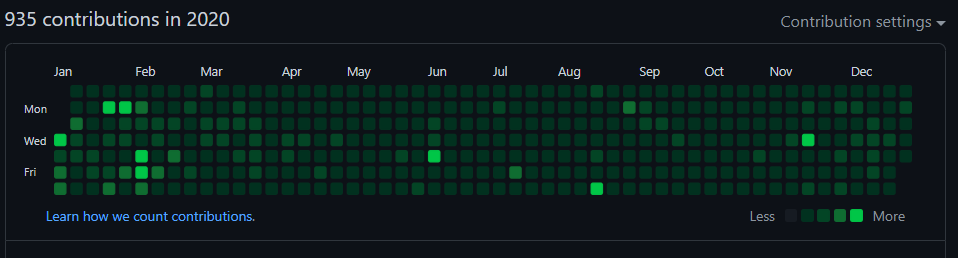 935 contributions in 2020
Contribution settings
Jan Feb Mar Apr May Jun Jul Aug Sep Oct Nov Dec
Mon
Wed
Fri
Learn how we count contributions.
Less More